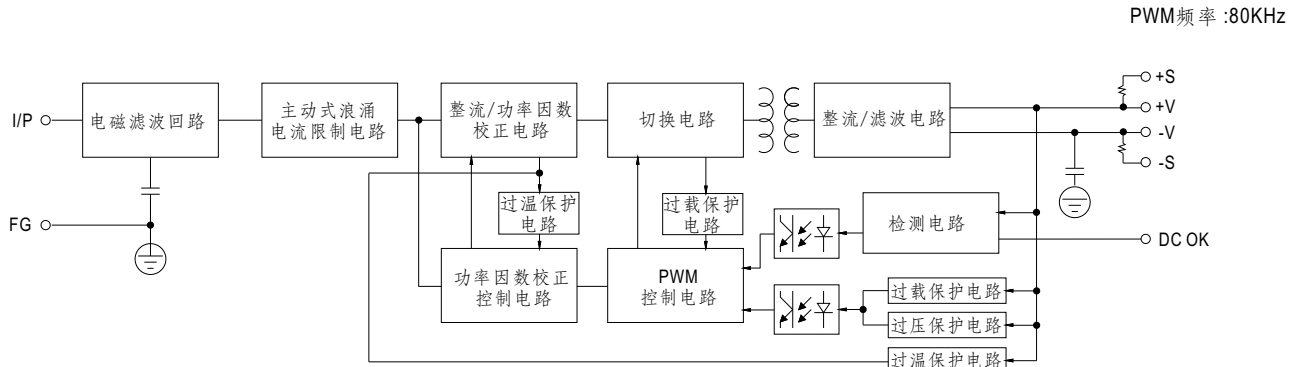 PWM频率 :80KHz
+S
I/P
电磁滤波回路
主动式浪涌
电流限制电路
整流/功率因数
校正电路
切换电路
整流/滤波电路
+V
-V
-S
过温保护
电路
过载保护
电路
检测电路
FG
DC OK
功率因数校正
控制电路
PWM
控制电路
过载保护电路
过压保护电路
过温保护电路